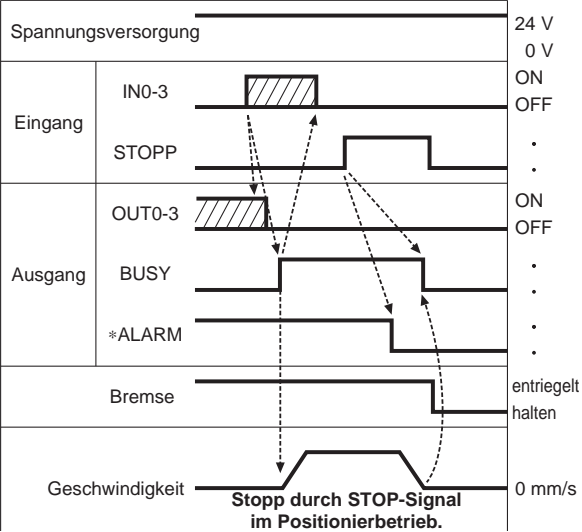 Spannungsversorgung
24 V
0 V
Eingang
IN0-3
ON
OFF
STOPP
Ausgang
OUT0-3
ON
OFF
BUSY
*ALARM
Bremse
entriegelt
halten
Geschwindigkeit
0 mm/s
Stopp durch STOP-Signal
im Positionierbetrieb.